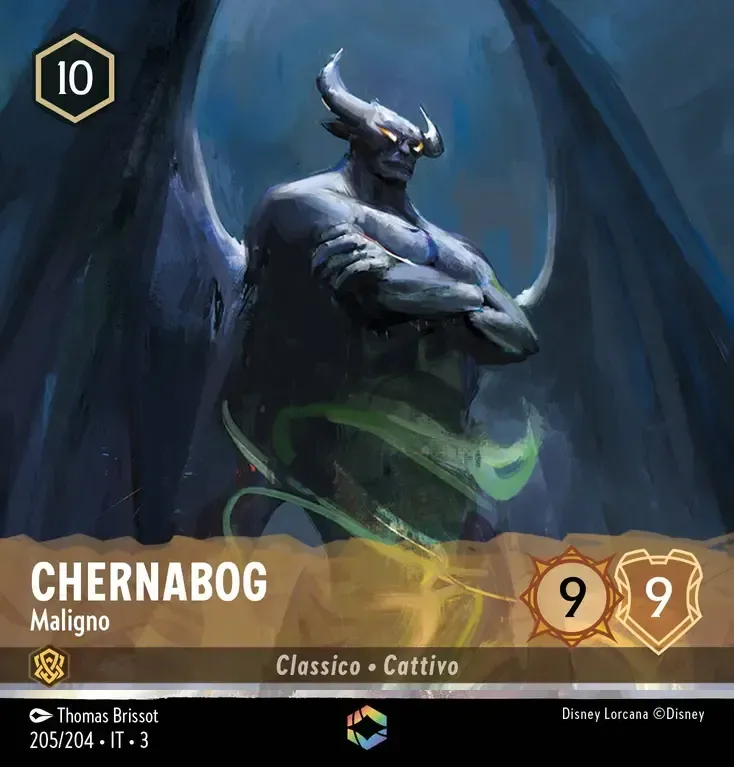 10
CHERNABOG
Maligno
9 9
Classico • Cattivo
Thomas Brissot
205/204 • IT • 3
Disney Lorcana ©Disney